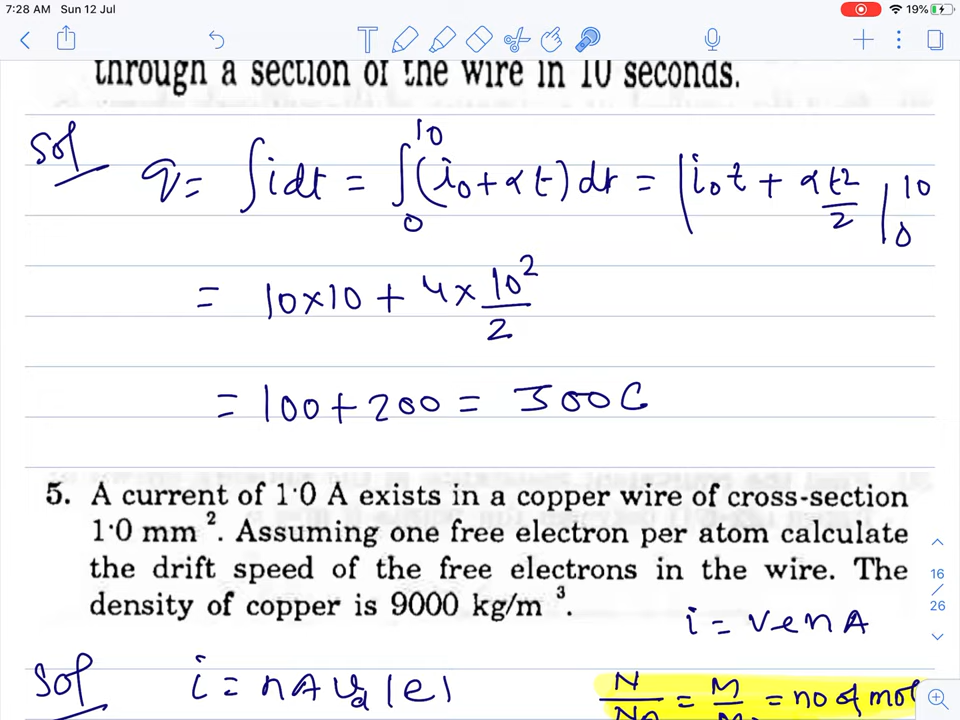 7:28 AM Sun 12 Jul
19%
through a section of the wire in 10 seconds.
Sol
q = ∫idt = ∫₀¹⁰(i₀+αt)dt = |i₀t + αt²/2|₀¹⁰
= 10×10 + 4×10²/2
= 100+200 = 300C
5. A current of 1·0 A exists in a copper wire of cross-section
1·0 mm². Assuming one free electron per atom calculate
the drift speed of the free electrons in the wire. The
density of copper is 9000 kg/m³.
i = venA
Sol i = nAv_d|e|
N/N = M/M = no of mol
16
/
26